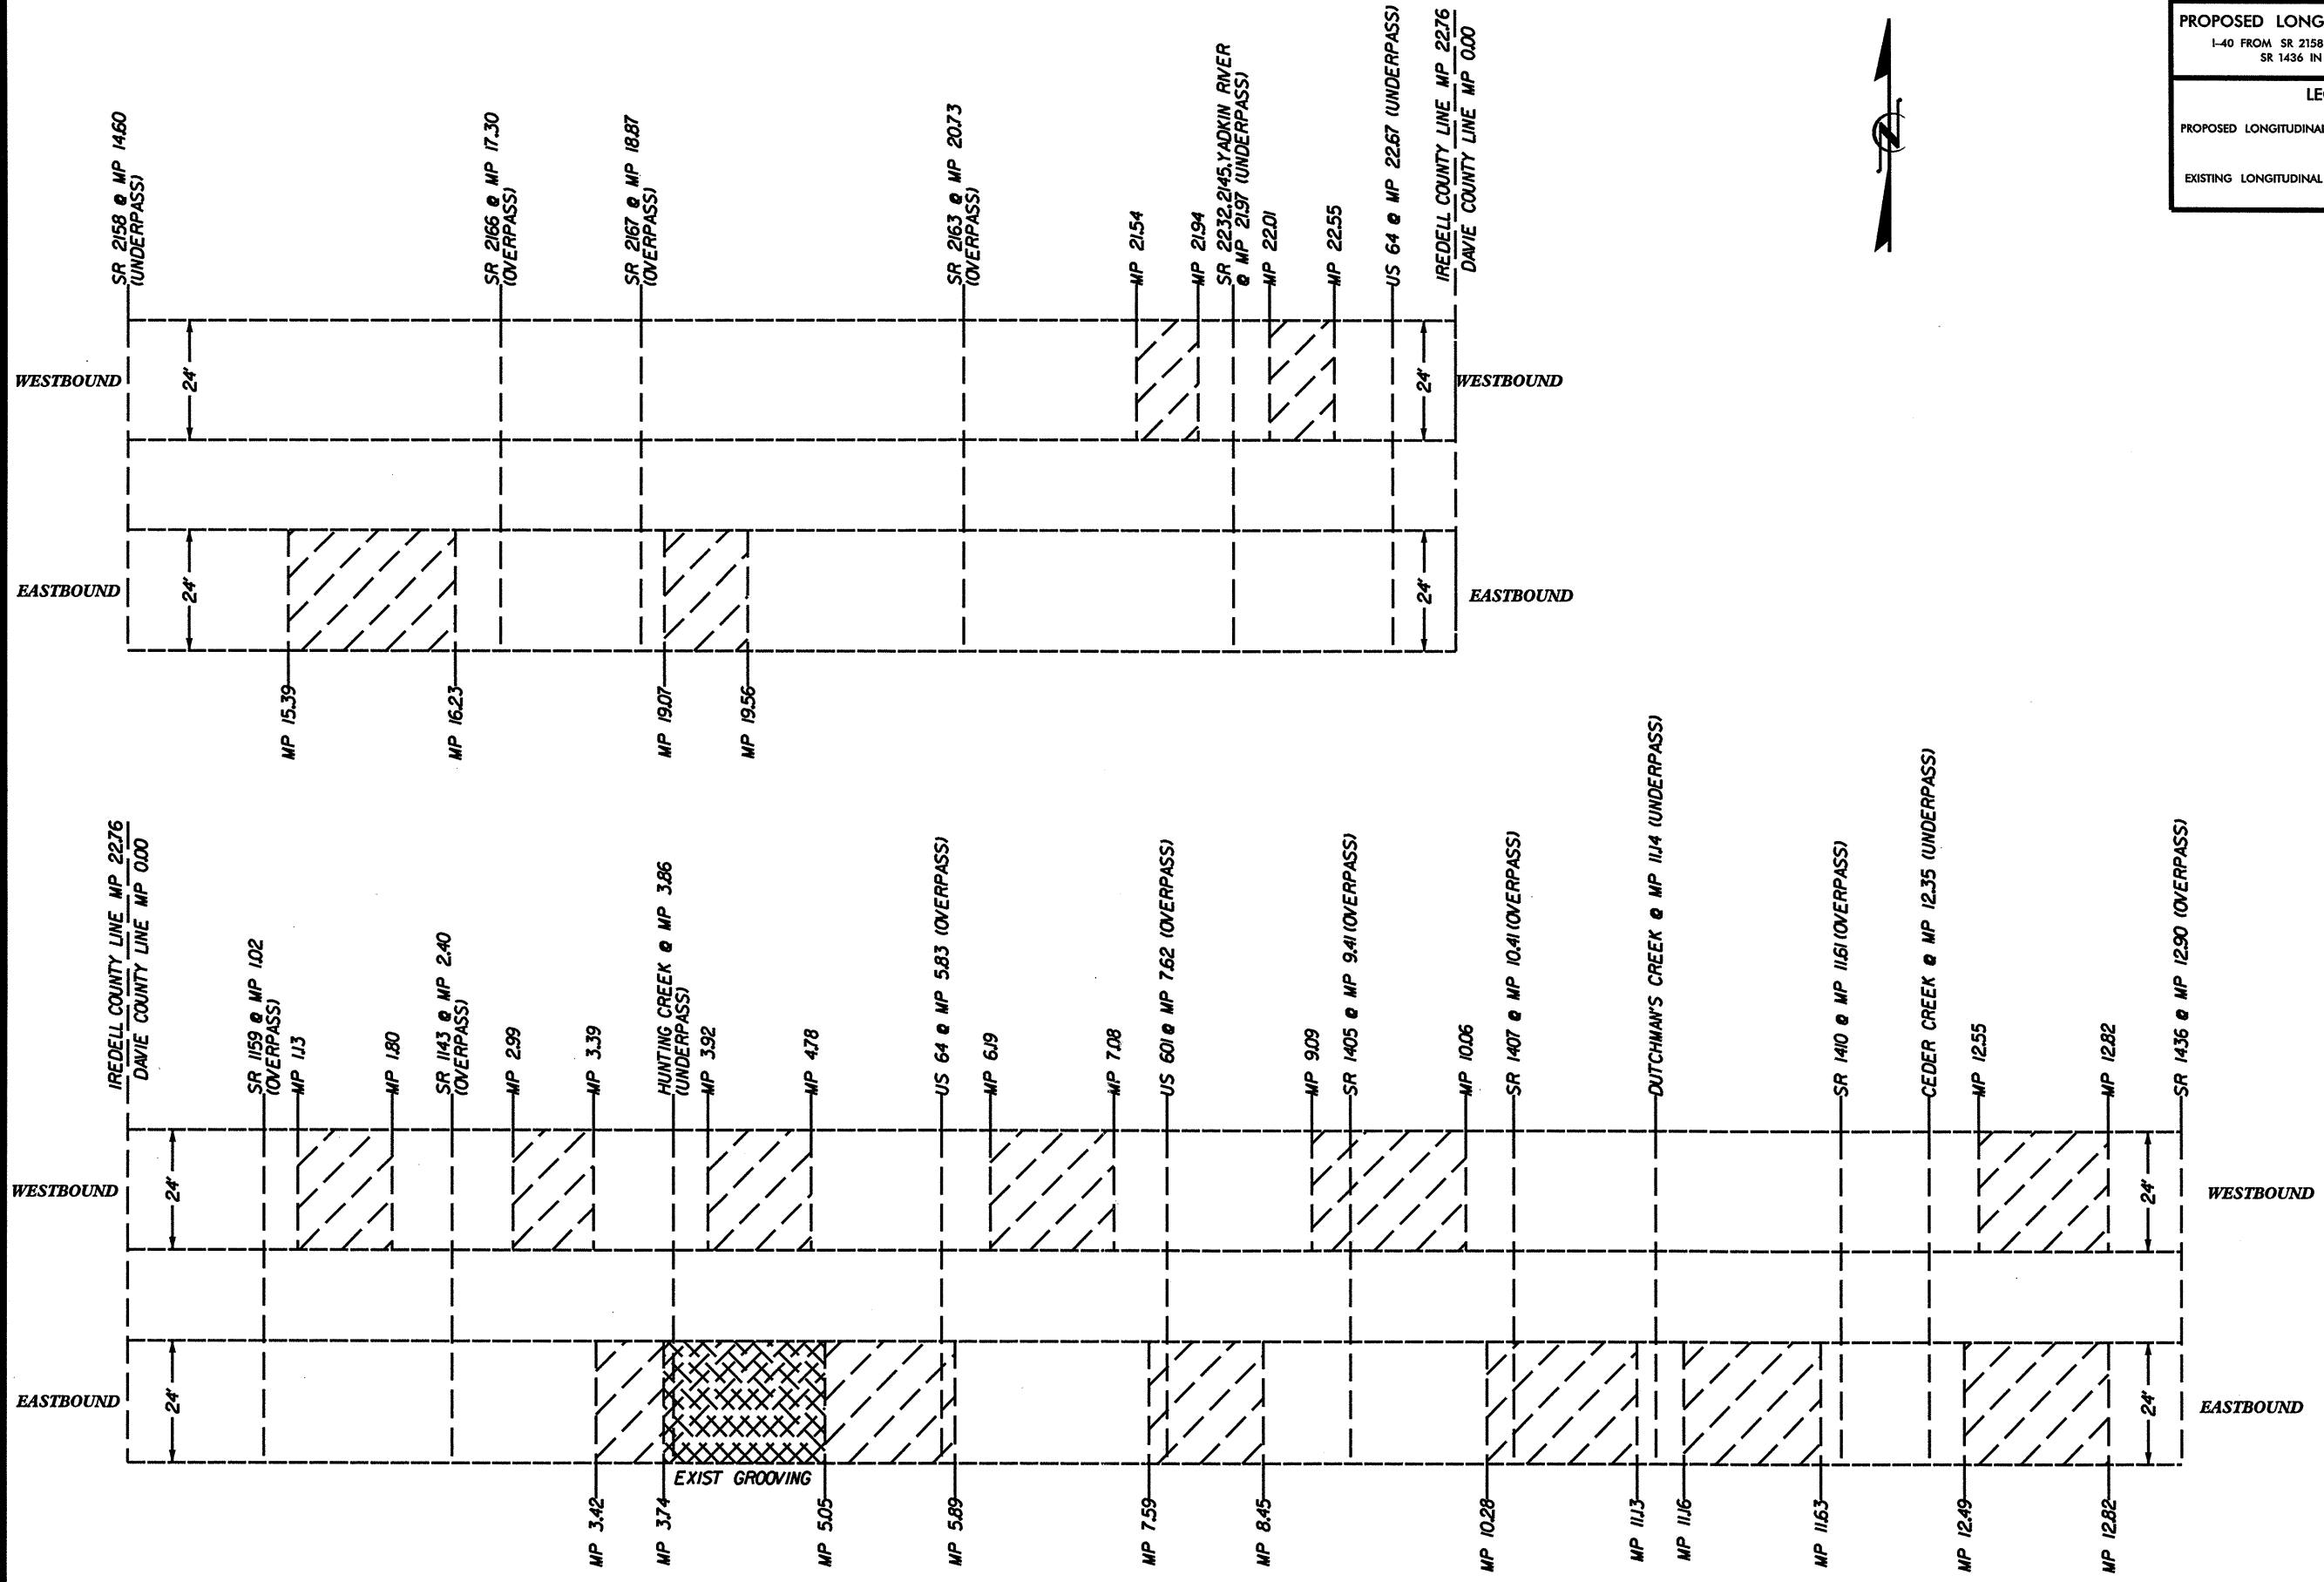 PROPOSED LONG
I-40 FROM SR 2158
SR 1436 IN
LE
PROPOSED LONGITUDINAL
EXISTING LONGITUDINAL
SR 2158 @ MP 14.60
(UNDERPASS)
SR 2166 @ MP 17.30
(OVERPASS)
SR 2167 @ MP 18.87
(OVERPASS)
SR 2163 @ MP 20.73
(OVERPASS)
MP 21.54
MP 21.94
SR 2232,2145,YADKIN RIVER
@ MP 21.97 (UNDERPASS)
MP 22.01
MP 22.55
US 64 @ MP 22.67 (UNDERPASS)
IREDELL COUNTY LINE MP 22.76
DAVIE COUNTY LINE MP 0.00
N
WESTBOUND
24'
24'
WESTBOUND
EASTBOUND
24'
24'
EASTBOUND
MP 15.39
MP 16.23
MP 19.07
MP 19.56
IREDELL COUNTY LINE MP 22.76
DAVIE COUNTY LINE MP 0.00
SR 1159 @ MP 1.02
(OVERPASS)
MP 1.13
MP 1.80
SR 1143 @ MP 2.40
(OVERPASS)
MP 2.99
MP 3.39
HUNTING CREEK @ MP 3.86
(UNDERPASS)
MP 3.92
MP 4.78
US 64 @ MP 5.83 (OVERPASS)
MP 6.19
MP 7.08
US 601 @ MP 7.62 (OVERPASS)
MP 9.09
SR 1405 @ MP 9.41 (OVERPASS)
MP 10.06
SR 1407 @ MP 10.41 (OVERPASS)
DUTCHMAN'S CREEK @ MP 11.14 (UNDERPASS)
SR 1410 @ MP 11.61 (OVERPASS)
CEDER CREEK @ MP 12.35 (UNDERPASS)
MP 12.55
MP 12.82
SR 1436 @ MP 12.90 (OVERPASS)
WESTBOUND
24'
24'
WESTBOUND
EASTBOUND
24'
24'
EASTBOUND
EXIST GROOVING
MP 3.42
MP 3.74
MP 5.05
MP 5.89
MP 7.59
MP 8.45
MP 10.28
MP 11.13
MP 11.16
MP 11.63
MP 12.49
MP 12.82